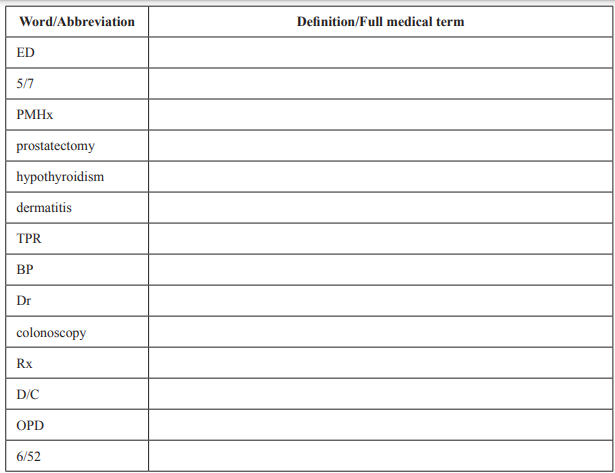 Word/Abbreviation Definition/Full medical term
ED
5/7
PMHx
prostatectomy
hypothyroidism
dermatitis
TPR
BP
Dr
colonoscopy
Rx
D/C
OPD
6/52